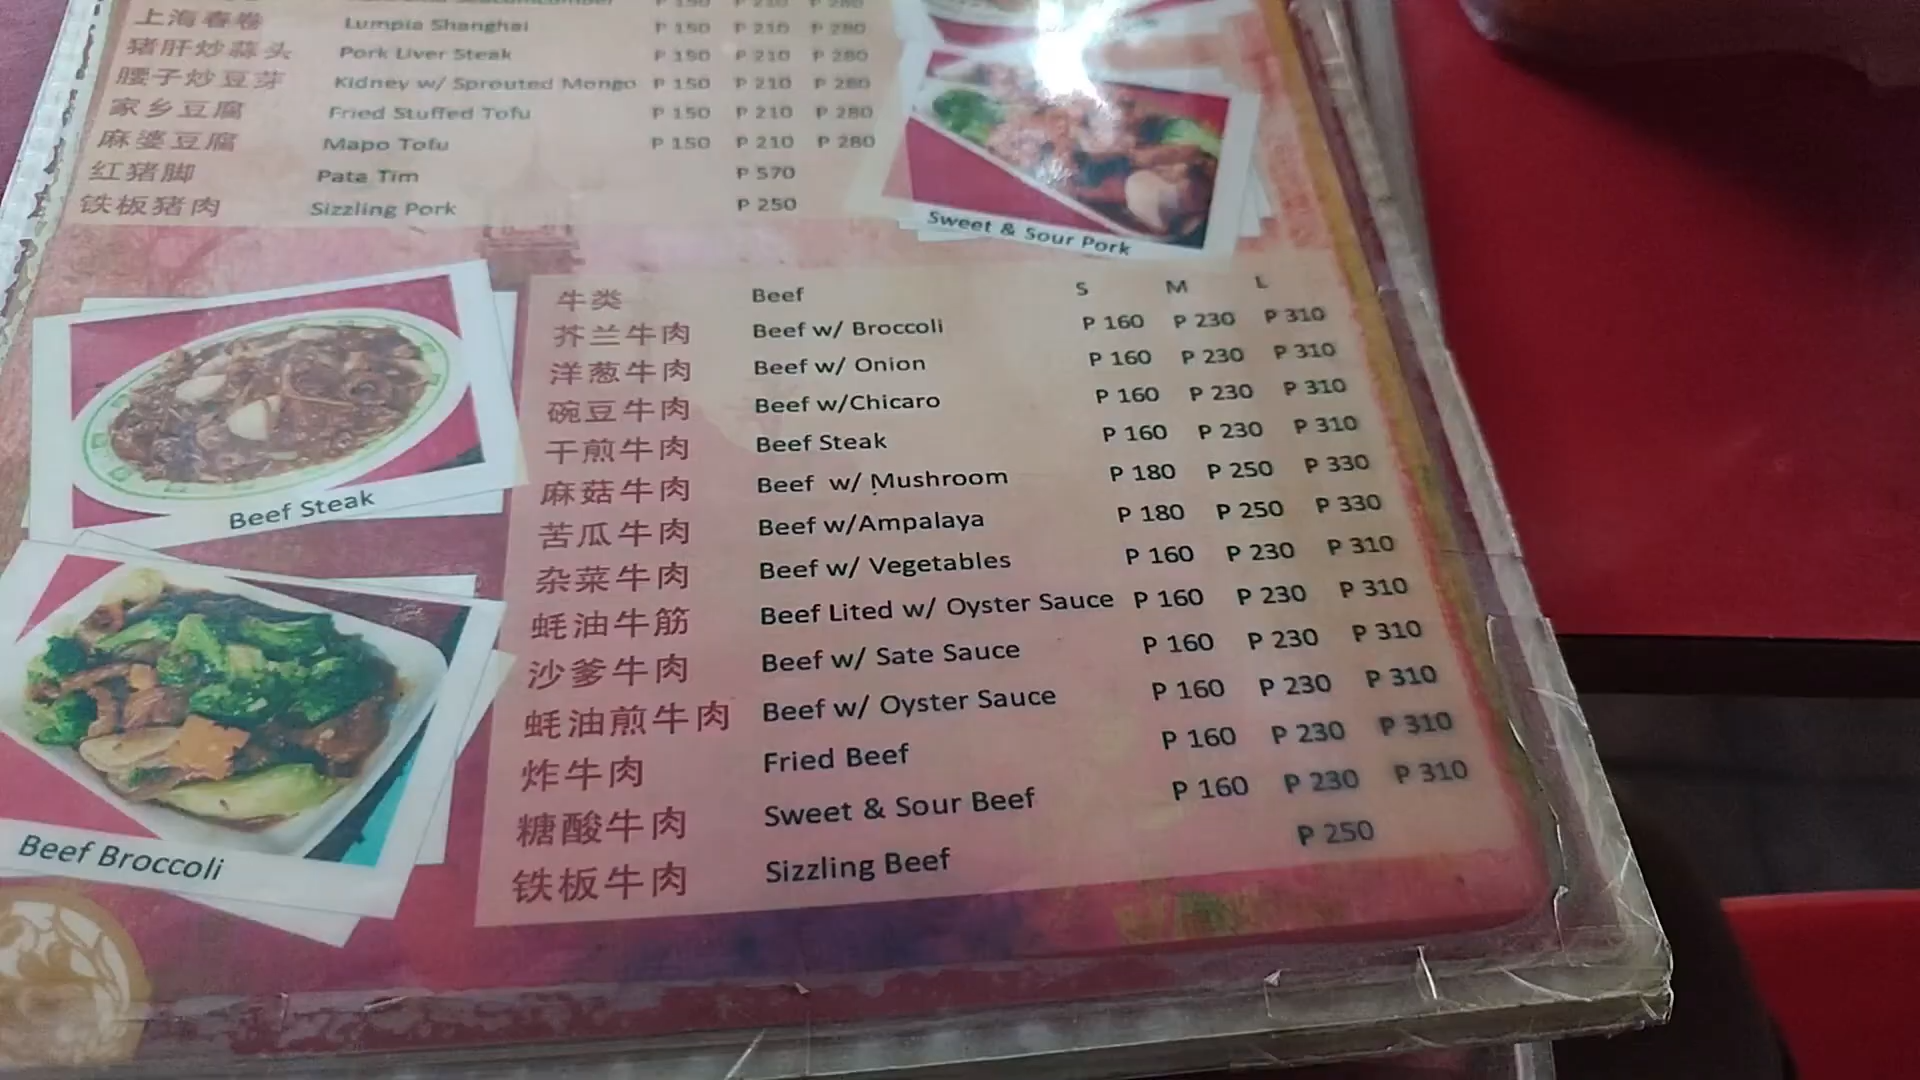 P 150 P 210 P 280
上海春卷 Lumpia Shanghai P 150 P 210 P 280
猪肝炒蒜头 Pork Liver Steak P 150 P 210 P 280
腰子炒豆芽 Kidney w/ Sprouted Mongo P 150 P 210 P 280
家乡豆腐 Fried Stuffed Tofu P 150 P 210 P 280
麻婆豆腐 Mapo Tofu P 150 P 210 P 280
红猪脚 Pata Tim P 570
铁板猪肉 Sizzling Pork P 250
Sweet & Sour Pork
牛类 Beef S M L
芥兰牛肉 Beef w/ Broccoli P 160 P 230 P 310
洋葱牛肉 Beef w/ Onion P 160 P 230 P 310
碗豆牛肉 Beef w/Chicaro P 160 P 230 P 310
干煎牛肉 Beef Steak P 160 P 230 P 310
麻菇牛肉 Beef w/ Mushroom P 180 P 250 P 330
苦瓜牛肉 Beef w/Ampalaya P 180 P 250 P 330
杂菜牛肉 Beef w/ Vegetables P 160 P 230 P 310
蚝油牛筋 Beef Lited w/ Oyster Sauce P 160 P 230 P 310
沙爹牛肉 Beef w/ Sate Sauce P 160 P 230 P 310
蚝油煎牛肉 Beef w/ Oyster Sauce P 160 P 230 P 310
炸牛肉 Fried Beef P 160 P 230 P 310
糖酸牛肉 Sweet & Sour Beef P 160 P 230 P 310
铁板牛肉 Sizzling Beef P 250
Beef Steak
Beef Broccoli